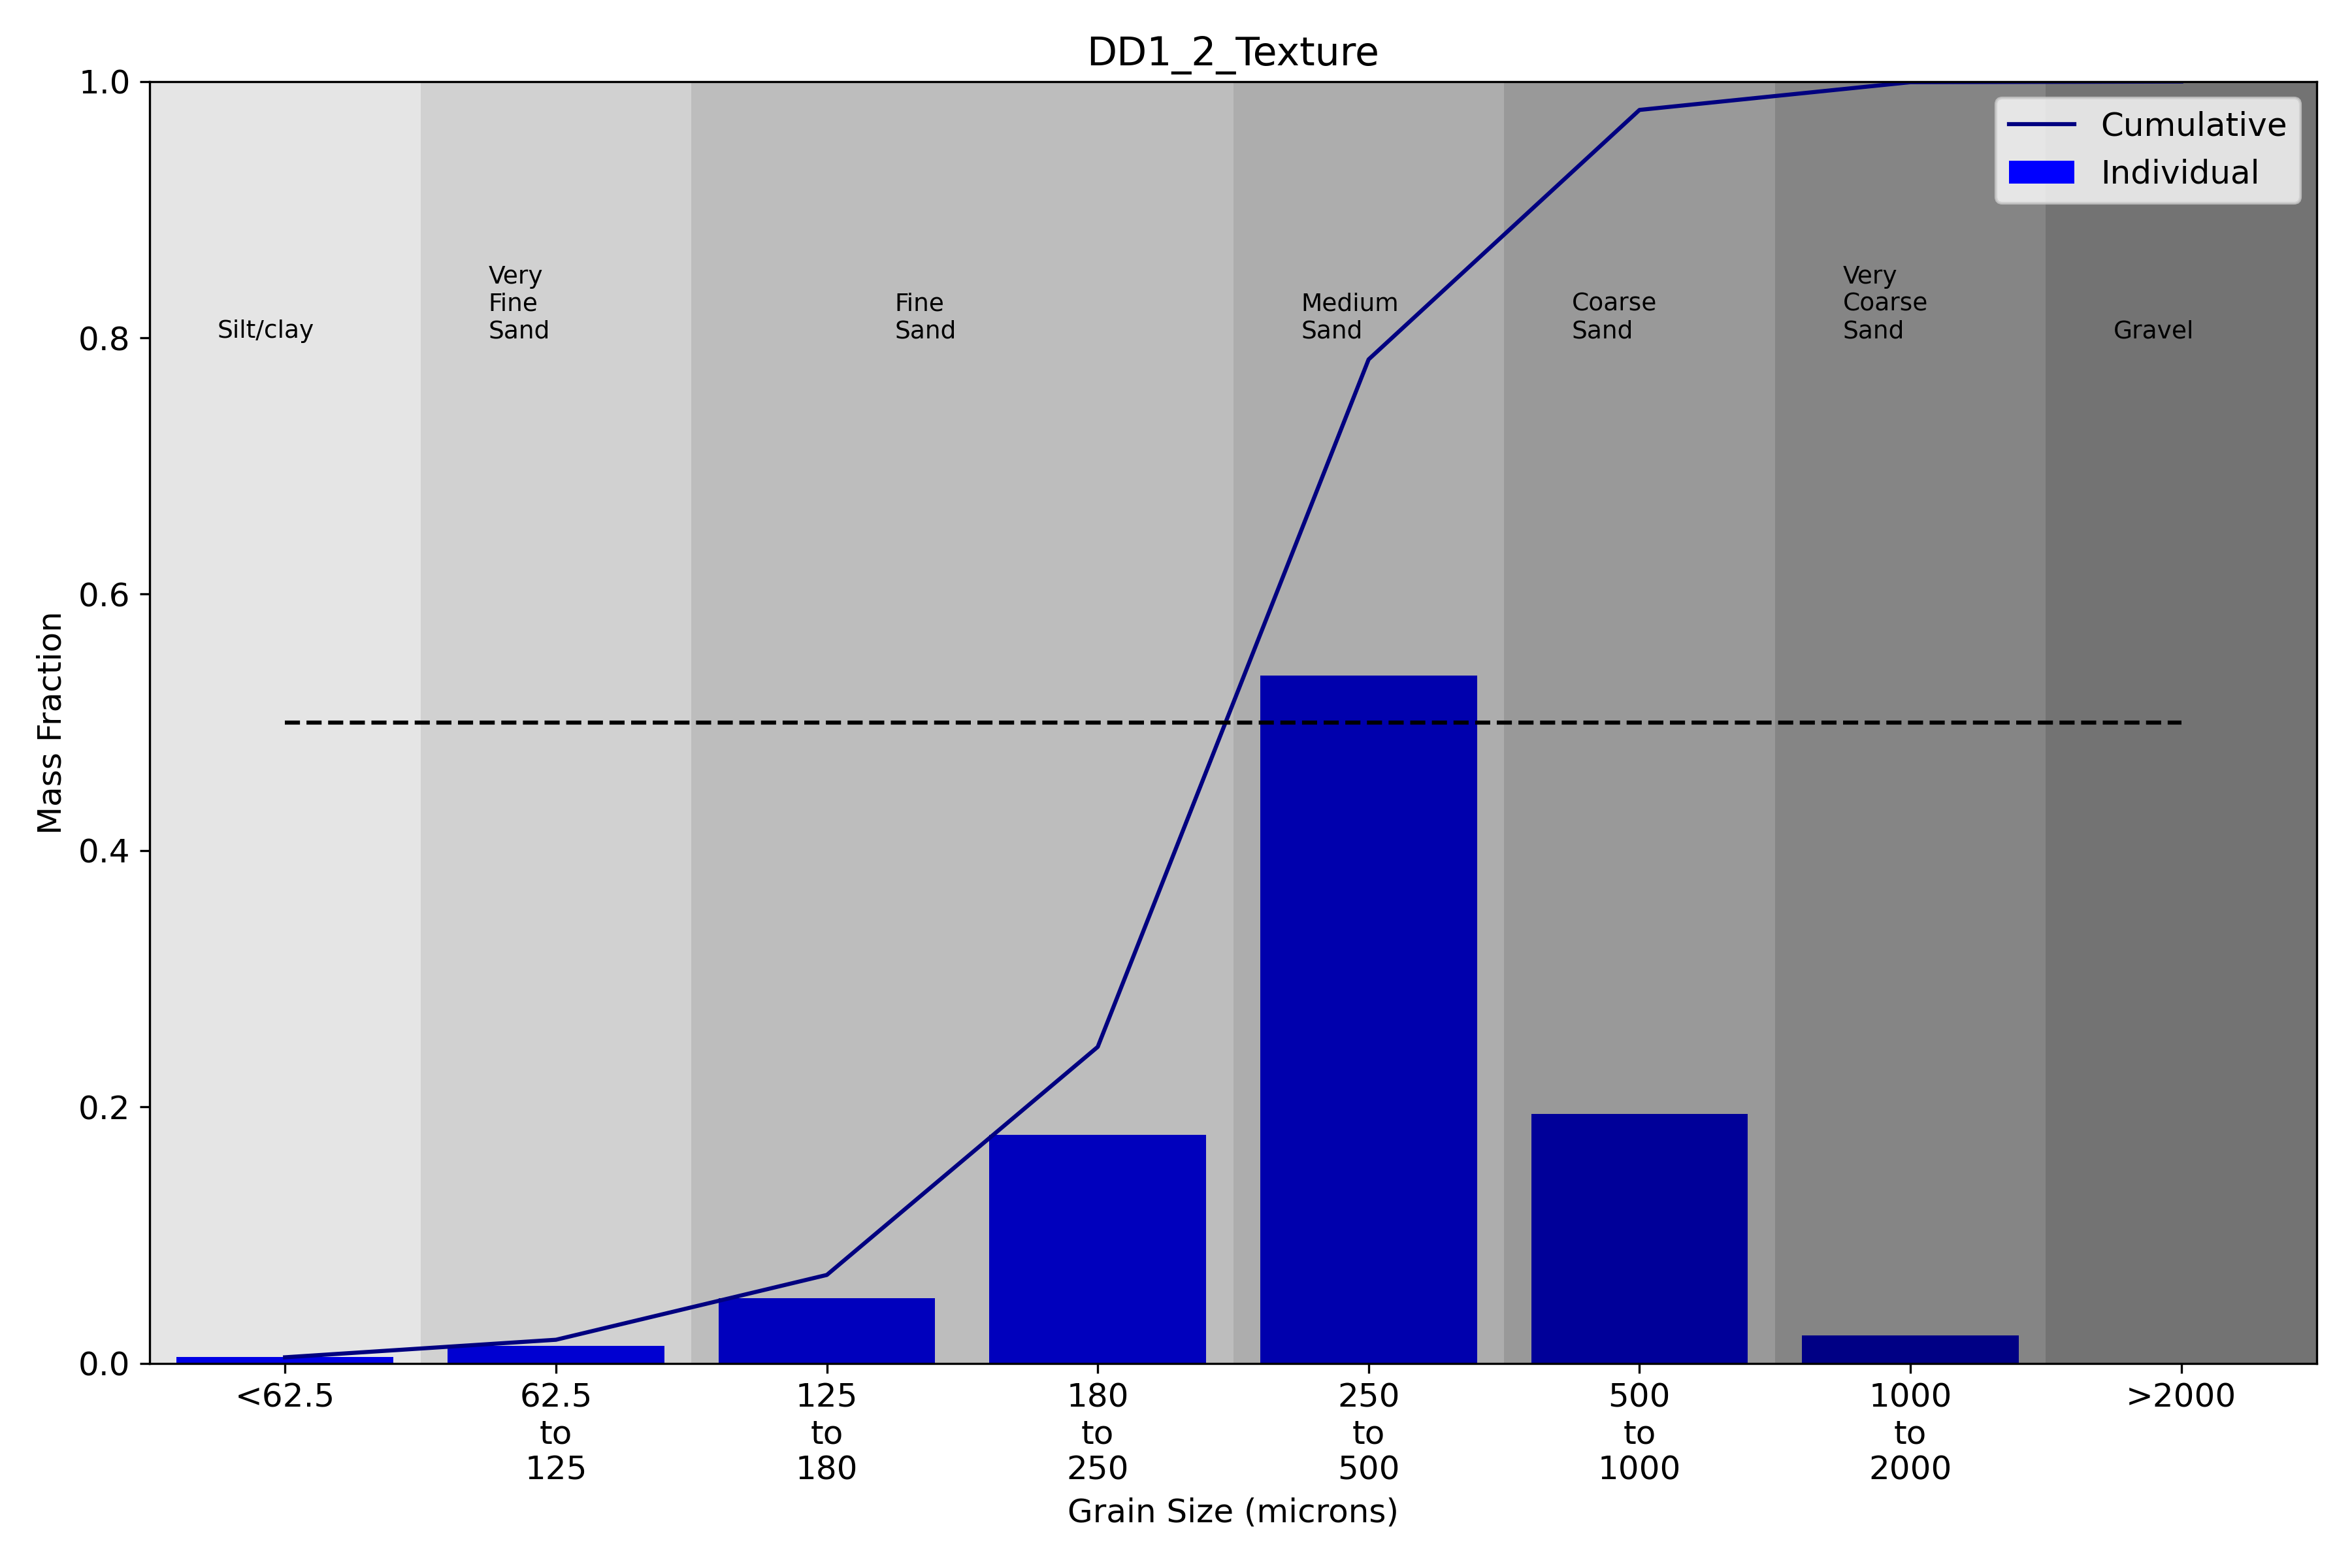 DD1_2_Texture
1.0
0.8
0.6
0.4
0.2
0.0
Mass Fraction
Cumulative
Individual
Silt/clay
Very
Fine
Sand
Fine
Sand
Medium
Sand
Coarse
Sand
Very
Coarse
Sand
Gravel
<62.5
62.5
to
125
125
to
180
180
to
250
250
to
500
500
to
1000
1000
to
2000
>2000
Grain Size (microns)